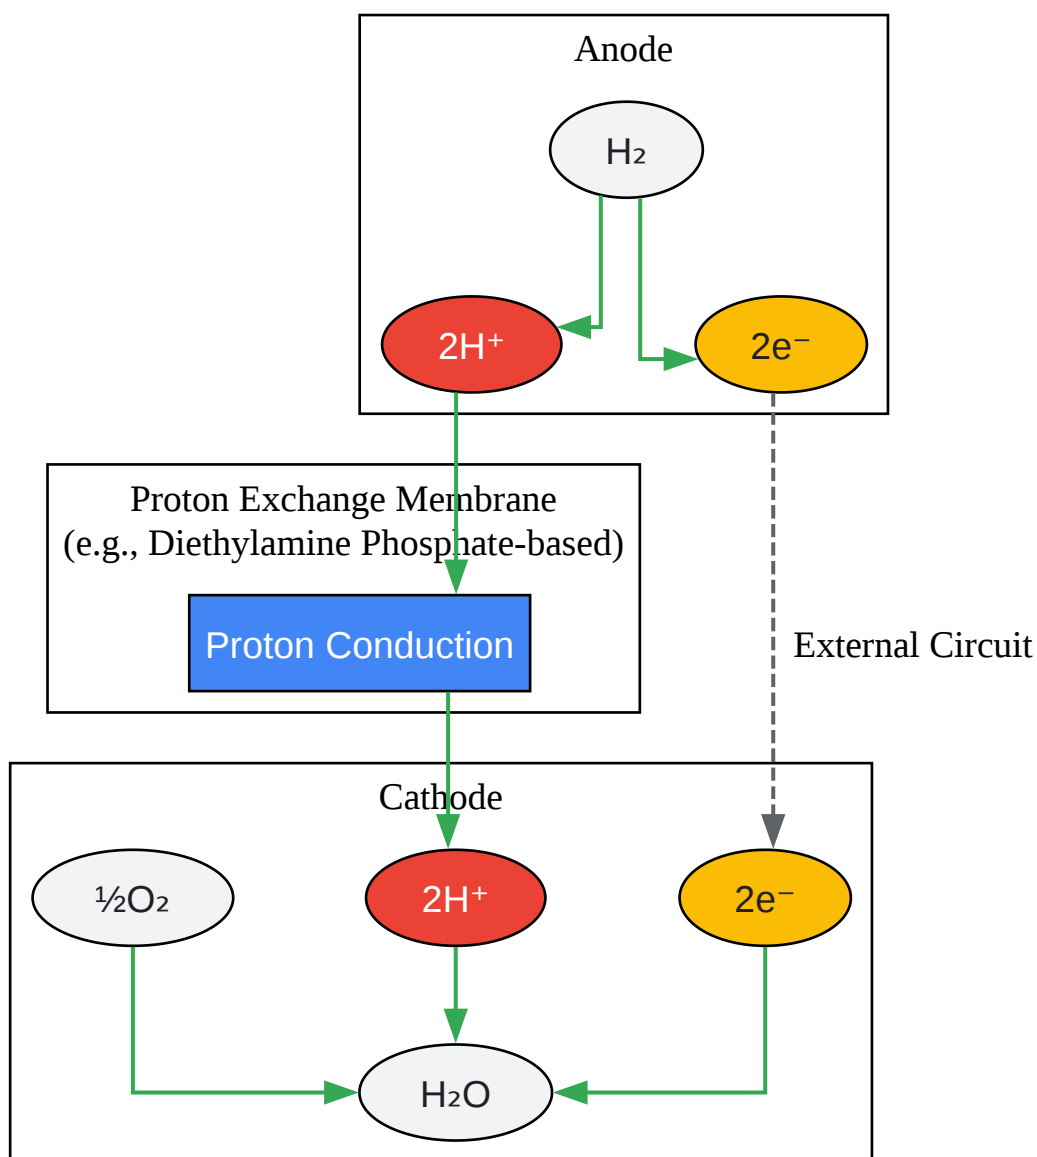 Anode
H₂
2H⁺
2e⁻
Proton Exchange Membrane
(e.g., Diethylamine Phosphate-based)
Proton Conduction
External Circuit
Cathode
½O₂
2H⁺
2e⁻
H₂O